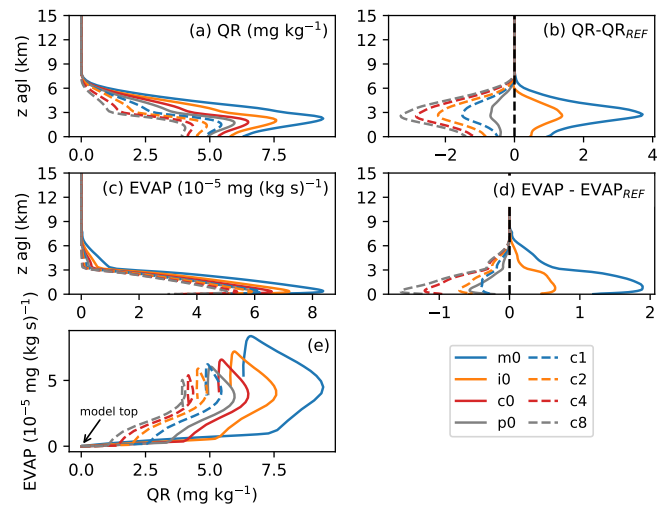 15
12
9
6
3
0
z agl (km)
(a) QR (mg kg⁻¹)
0.0
2.5
5.0
7.5
15
12
9
6
3
0
(b) QR-QR_REF
−2
0
2
4
15
12
9
6
3
0
z agl (km)
(c) EVAP (10⁻⁵ mg (kg s)⁻¹
0
2
4
6
8
15
12
9
6
3
0
(d) EVAP - EVAP_REF
−1
0
1
2
EVAP (10⁻⁵ mg (kg s)⁻¹)
5
0
(e)
model top
0.0
2.5
5.0
7.5
QR (mg kg⁻¹)
m0
i0
c0
p0
c1
c2
c4
c8